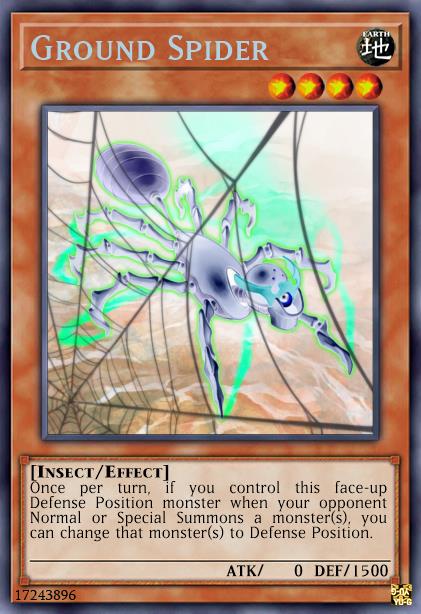 GROUND SPIDER
EARTH
地
[INSECT/EFFECT]
Once per turn, if you control this face-up
Defense Position monster when your opponent
Normal or Special Summons a monster(s), you
can change that monster(s) to Defense Position.
ATK/ 0 DEF/1500
17243896